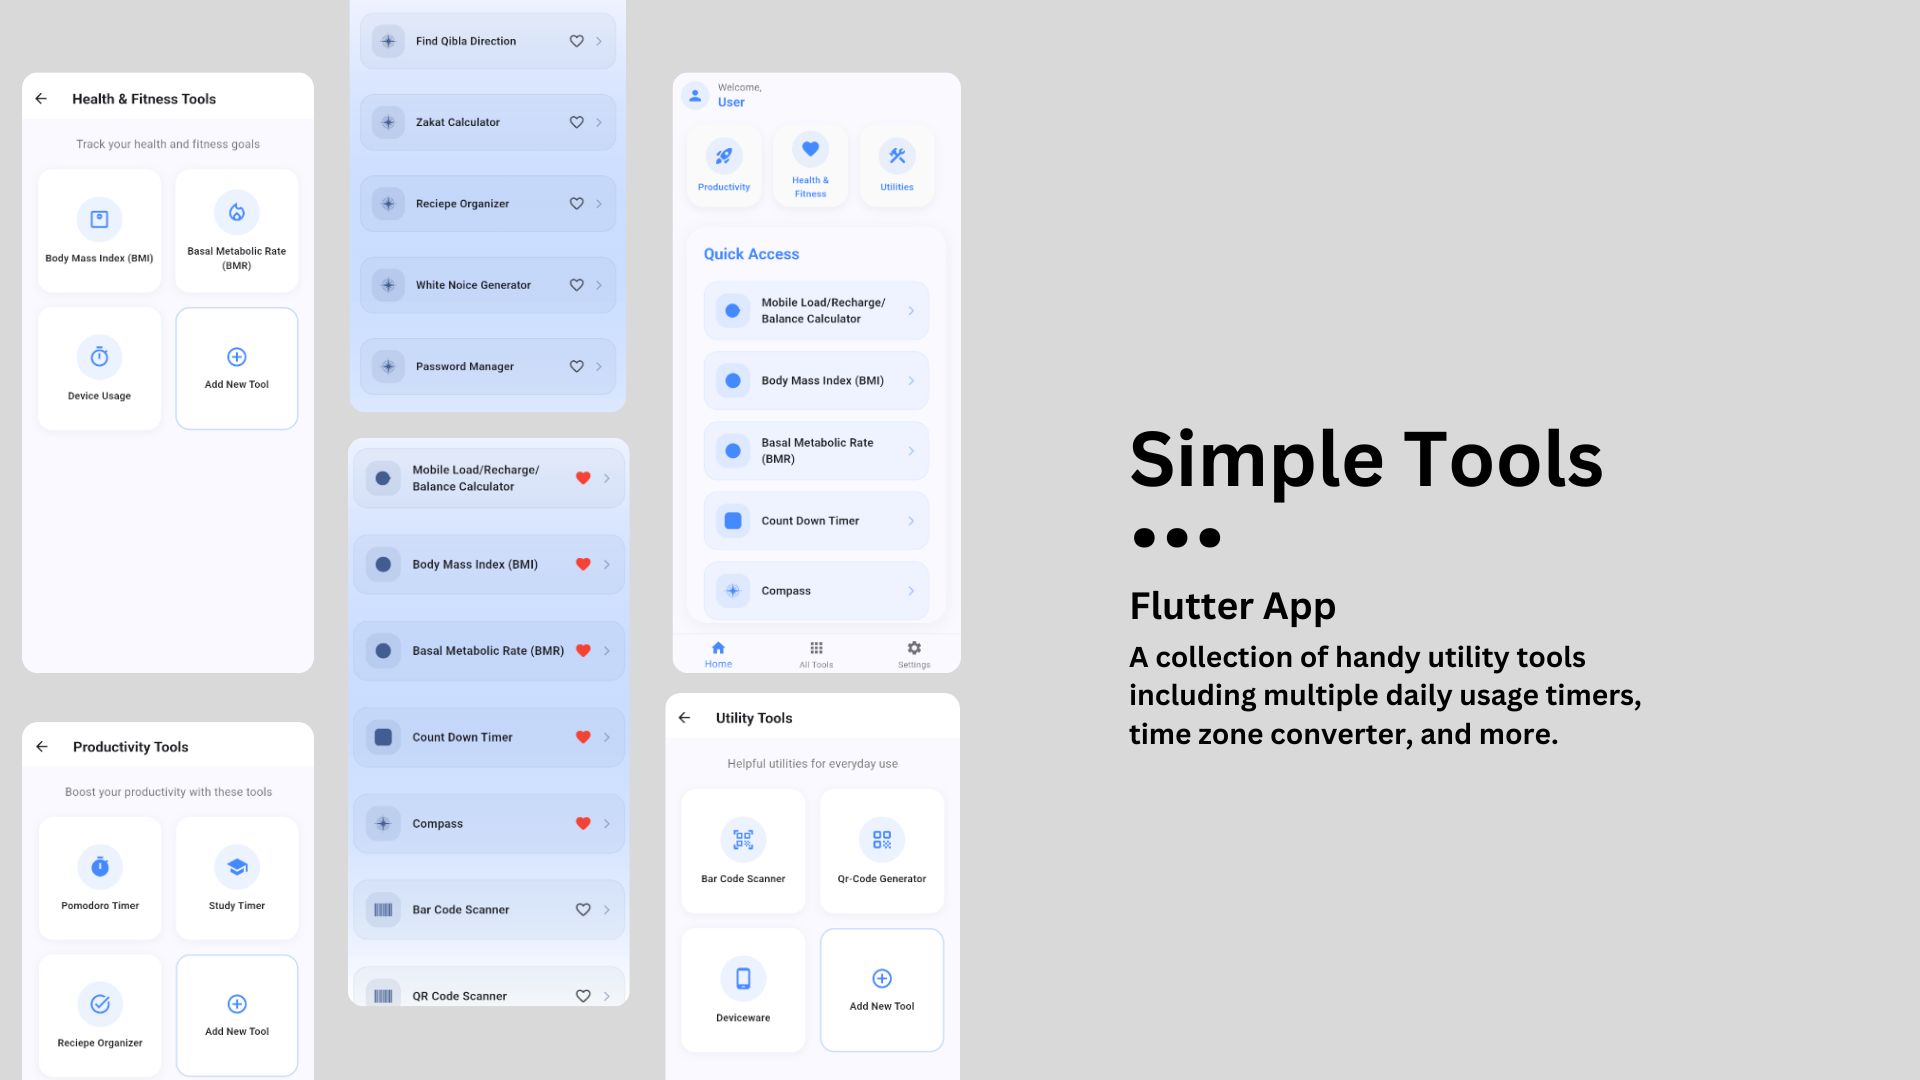 Health & Fitness Tools
Track your health and fitness goals
Body Mass Index (BMI)
Basal Metabolic Rate
(BMR)
Device Usage
Add New Tool
Productivity Tools
Boost your productivity with these tools
Pomodoro Timer
Study Timer
Reciepe Organizer
Add New Tool
Find Qibla Direction
Zakat Calculator
Reciepe Organizer
White Noice Generator
Password Manager
Mobile Load/Recharge/
Balance Calculator
Body Mass Index (BMI)
Basal Metabolic Rate (BMR)
Count Down Timer
Compass
Bar Code Scanner
QR Code Scanner
Welcome,
User
Productivity
Health &
Fitness
Utilities
Quick Access
Mobile Load/Recharge/
Balance Calculator
Body Mass Index (BMI)
Basal Metabolic Rate
(BMR)
Count Down Timer
Compass
Home
All Tools
Settings
Utility Tools
Helpful utilities for everyday use
Bar Code Scanner
Qr-Code Generator
Deviceware
Add New Tool
Simple Tools
Flutter App
A collection of handy utility tools
including multiple daily usage timers,
time zone converter, and more.